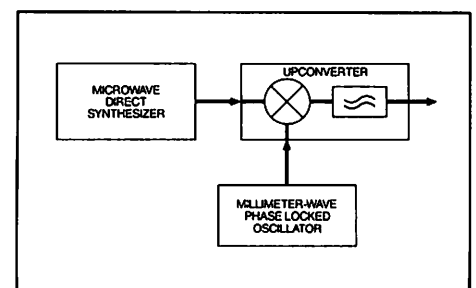 UPCONVERTER
MICROWAVE
DIRECT
SYNTHESIZER
MILLIMETER-WAVE
PHASE LOCKED
OSCILLATOR